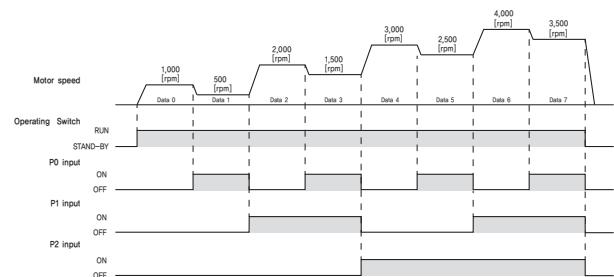 4,000
[rpm]
3,500
[rpm]
3,000
[rpm]
2,500
[rpm]
2,000
[rpm]
1,500
[rpm]
1,000
[rpm]
500
[rpm]
Motor speed
Data 0 Data 1 Data 2 Data 3 Data 4 Data 5 Data 6 Data 7
Operating Switch
RUN
STAND-BY
P0 input
ON
OFF
P1 input
ON
OFF
P2 input
ON
OFF